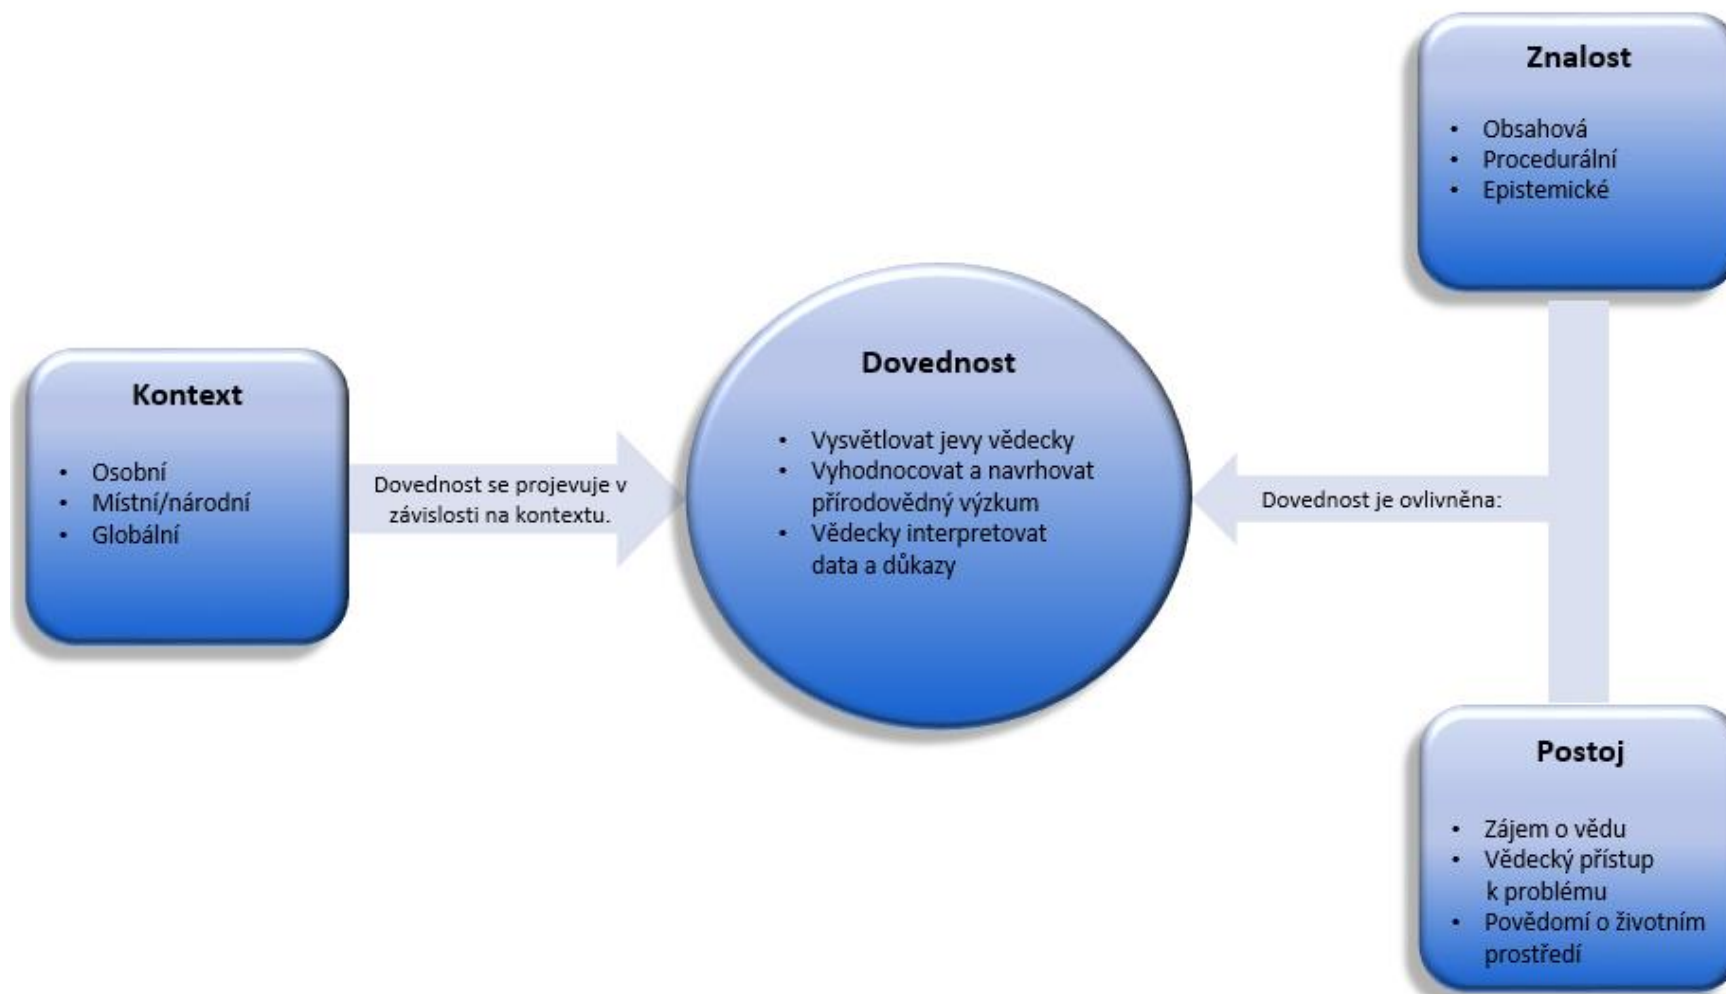 Kontext
• Osobní
• Místní/národní
• Globální
Dovednost se projevuje v
závislosti na kontextu.
Dovednost
• Vysvětlovat jevy vědecky
• Vyhodnocovat a navrhovat
přírodovědný výzkum
• Vědecky interpretovat
data a důkazy
Dovednost je ovlivněna:
Znalost
• Obsahová
• Procedurální
• Epistemické
Postoj
• Zájem o vědu
• Vědecký přístup
k problému
• Povědomí o životním
prostředí